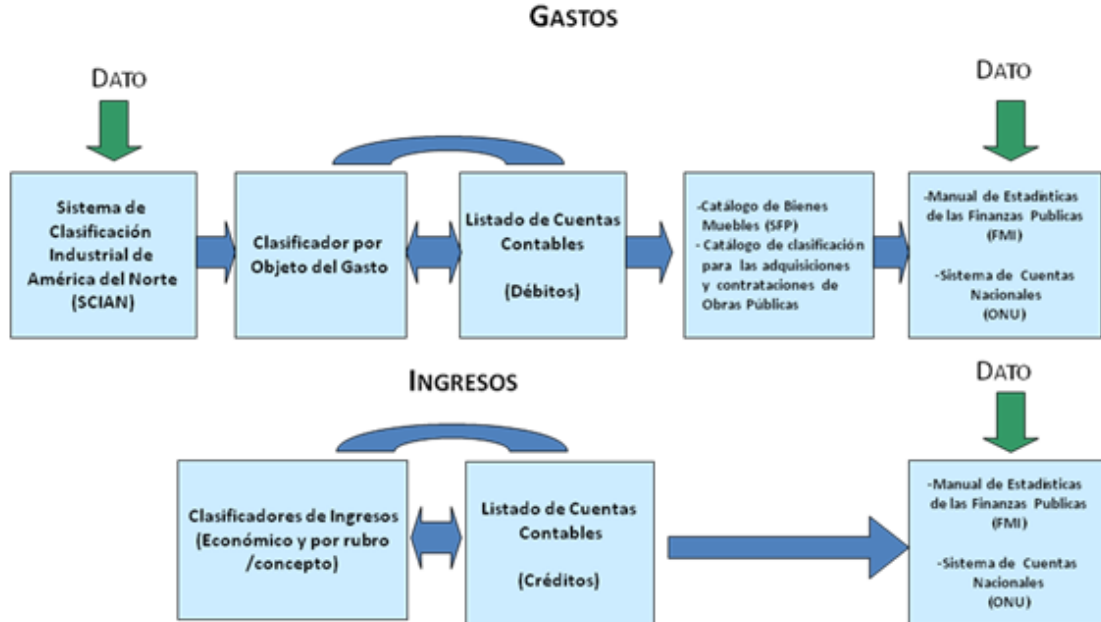 GASTOS
DATO
DATO
Sistema de
Clasificación
Industrial de
América del Norte
(SCIAN)
Clasificador por
Objeto del Gasto
Listado de Cuentas
Contables
(Débitos)
-Catálogo de Bienes
Muebles (SFP)
- Catálogo de clasificación
para las adquisiciones
y contrataciones de
Obras Públicas
-Manual de Estadísticas
de las Finanzas Publicas
(FMI)
-Sistema de Cuentas
Nacionales
(ONU)
INGRESOS
DATO
Clasificadores de Ingresos
(Económico y por rubro
/concepto)
Listado de Cuentas
Contables
(Créditos)
-Manual de Estadísticas
de las Finanzas Publicas
(FMI)
-Sistema de Cuentas
Nacionales
(ONU)